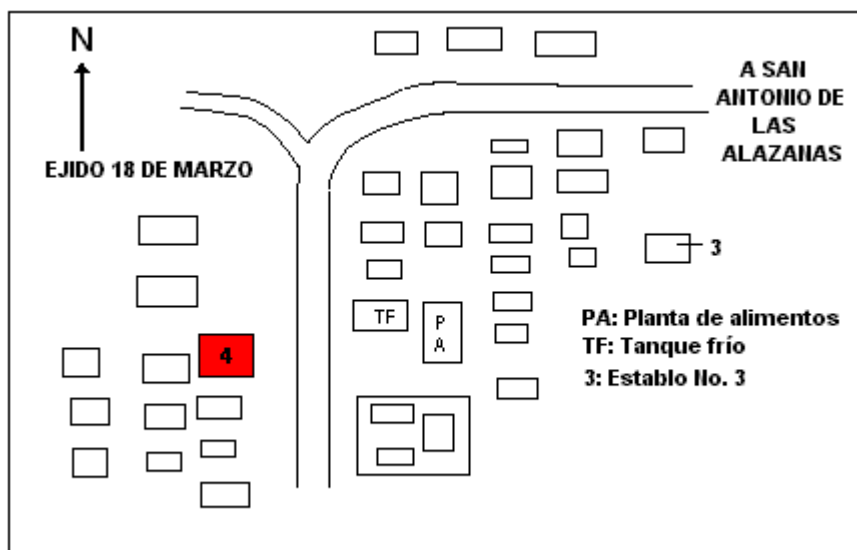 N
A SAN
ANTONIO DE
LAS
ALAZANAS
EJIDO 18 DE MARZO
3
TF
P
A
PA: Planta de alimentos
TF: Tanque frío
3: Establo No. 3
4